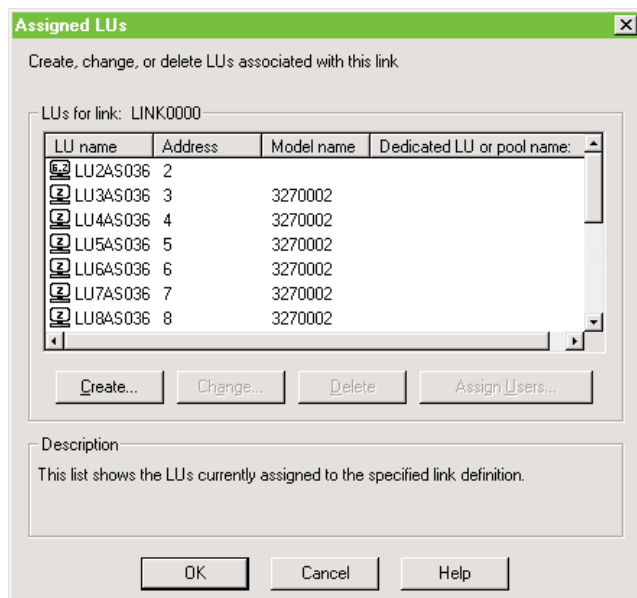 Assigned LUs
Create, change, or delete LUs associated with this link
LUs for link: LINK0000
LU name Address Model name Dedicated LU or pool name:
6.2 LU2AS036 2
z LU3AS036 3 3270002
z LU4AS036 4 3270002
z LU5AS036 5 3270002
z LU6AS036 6 3270002
z LU7AS036 7 3270002
z LU8AS036 8 3270002
Create... Change... Delete Assign Users...
Description
This list shows the LUs currently assigned to the specified link definition.
OK Cancel Help